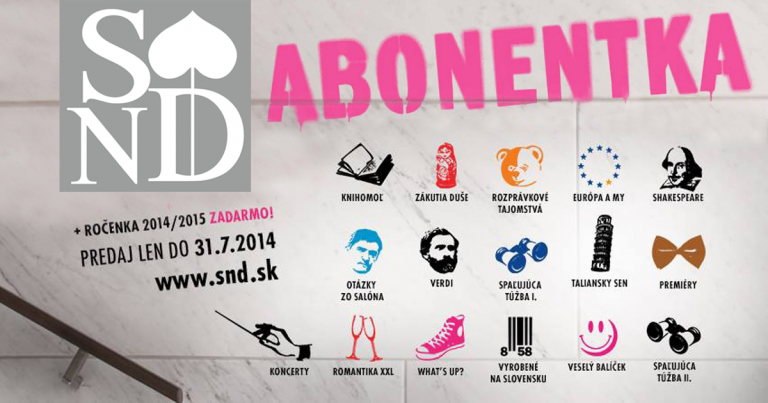 SND
ABONENTKA
KNIHOMOĽ
ZÁKUTIA DUŠE
ROZPRÁVKOVÉ
TAJOMSTVÁ
EURÓPA A MY
SHAKESPEARE
+ ROČENKA 2014/2015 ZADARMO!
PREDAJ LEN DO 31.7.2014
www.snd.sk
OTÁZKY
ZO SALÓNA
VERDI
SPAĽUJÚCA
TÚŽBA I.
TALIANSKY SEN
PREMIÉRY
KONCERTY
ROMANTIKA XXL
WHAT'S UP?
8 58
VYROBENÉ
NA SLOVENSKU
VESELÝ BALÍČEK
SPAĽUJÚCA
TÚŽBA II.